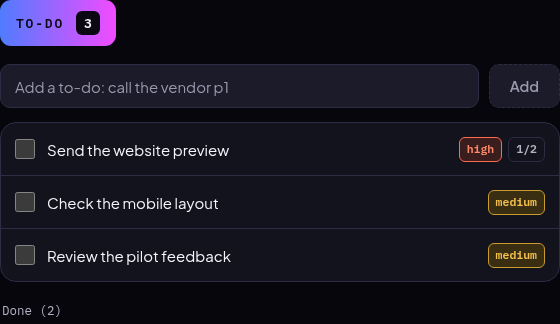 TO-DO 3
Add a to-do: call the vendor p1 Add
Send the website preview high 1/2
Check the mobile layout medium
Review the pilot feedback medium
Done (2)